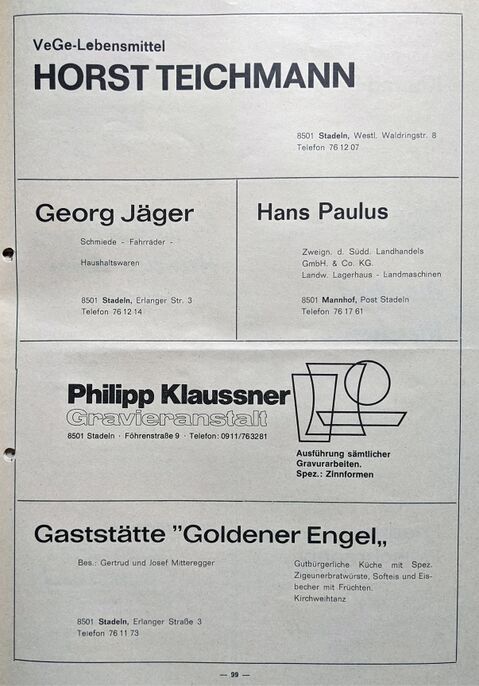 VeGe-Lebensmittel
HORST TEICHMANN
8501 Stadeln, Westl. Waldringstr. 8
Telefon 76 12 07
Georg Jäger
Schmiede - Fahrräder -
Haushaltswaren
8501 Stadeln, Erlanger Str. 3
Telefon 76 12 14
Hans Paulus
Zweign. d. Südd. Landhandels
GmbH. & Co. KG.
Landw. Lagerhaus - Landmaschinen
8501 Mannhof, Post Stadeln
Telefon 76 17 61
Philipp Klaussner
Gravieranstalt
8501 Stadeln · Föhrenstraße 9 · Telefon: 0911/763281
Ausführung sämtlicher
Gravurarbeiten.
Spez.: Zinnformen
Gaststätte "Goldener Engel„
Bes.: Gertrud und Josef Mitteregger
Gutbürgerliche Küche mit Spez.
Zigeunerbratwürste, Softeis und Eis-
becher mit Früchten.
Kirchweihtanz
8501 Stadeln, Erlanger Straße 3
Telefon 76 11 73
— 99 —